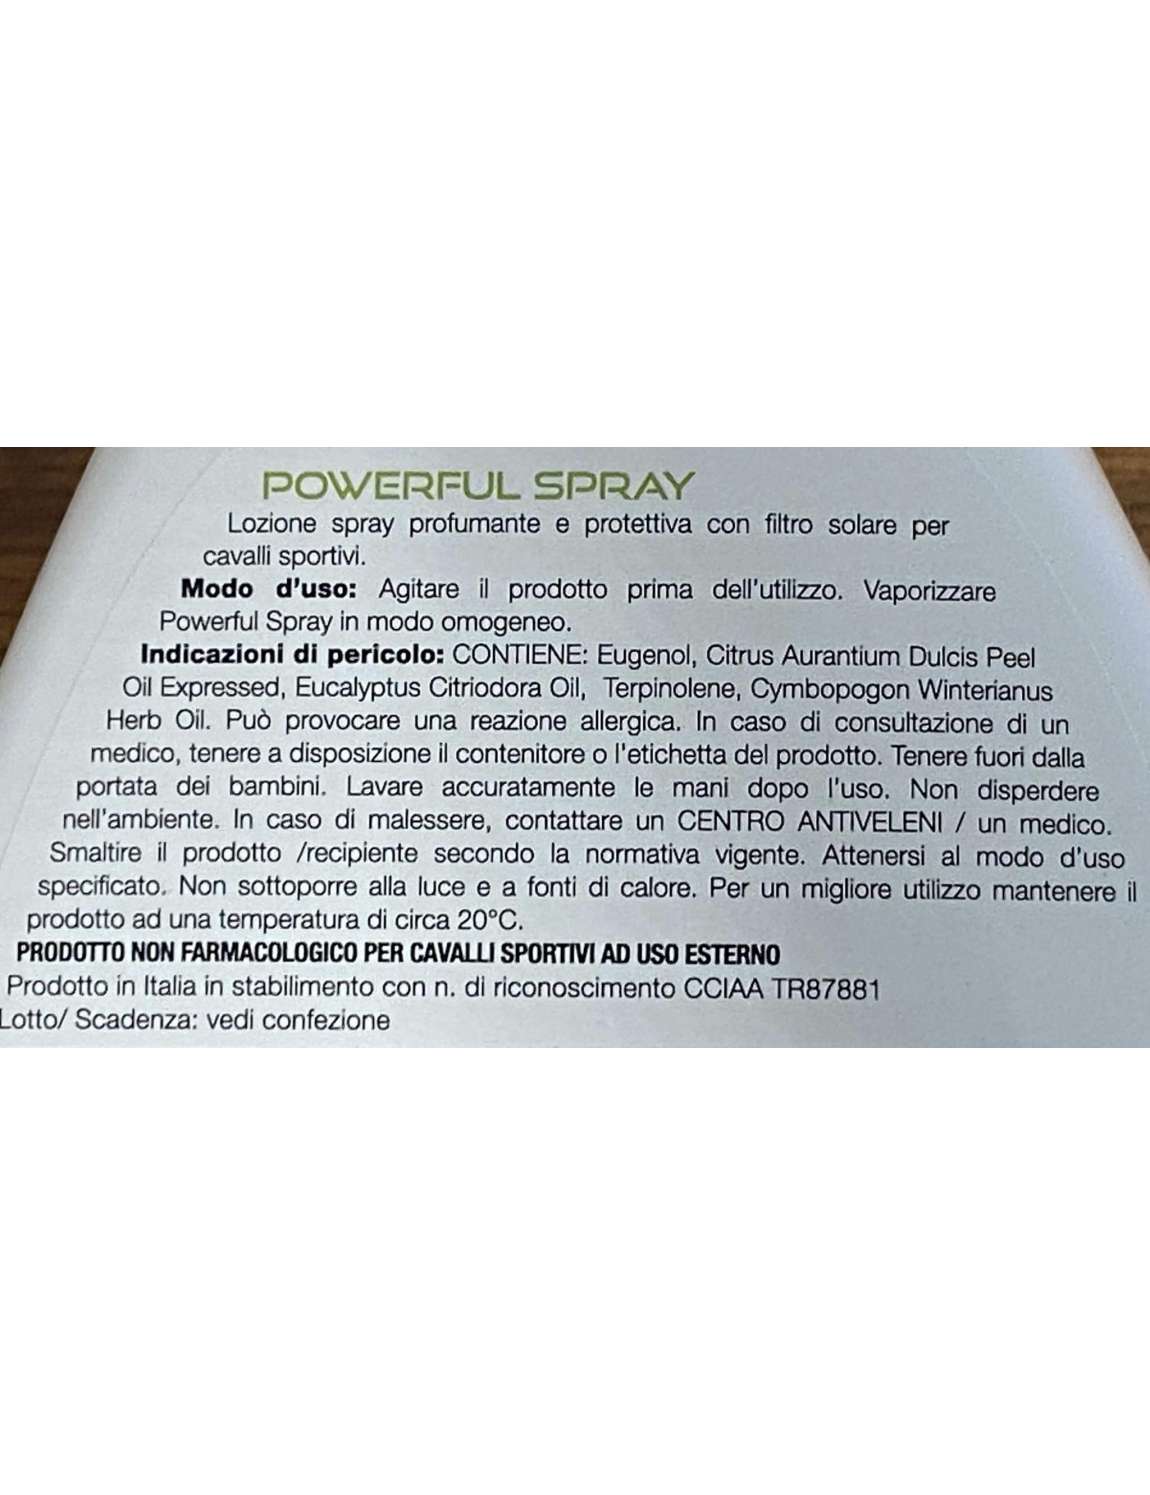 POWERFUL SPRAY
Lozione spray profumante e protettiva con filtro solare per
cavalli sportivi.
Modo d'uso: Agitare il prodotto prima dell'utilizzo. Vaporizzare
Powerful Spray in modo omogeneo.
Indicazioni di pericolo: CONTIENE: Eugenol, Citrus Aurantium Dulcis Peel
Oil Expressed, Eucalyptus Citriodora Oil, Terpinolene, Cymbopogon Winterianus
Herb Oil. Può provocare una reazione allergica. In caso di consultazione di un
medico, tenere a disposizione il contenitore o l'etichetta del prodotto. Tenere fuori dalla
portata dei bambini. Lavare accuratamente le mani dopo l'uso. Non disperdere
nell'ambiente. In caso di malessere, contattare un CENTRO ANTIVELENI / un medico.
Smaltire il prodotto /recipiente secondo la normativa vigente. Attenersi al modo d'uso
specificato. Non sottoporre alla luce e a fonti di calore. Per un migliore utilizzo mantenere il
prodotto ad una temperatura di circa 20°C.
PRODOTTO NON FARMACOLOGICO PER CAVALLI SPORTIVI AD USO ESTERNO
Prodotto in Italia in stabilimento con n. di riconoscimento CCIAA TR87881
Lotto/ Scadenza: vedi confezione